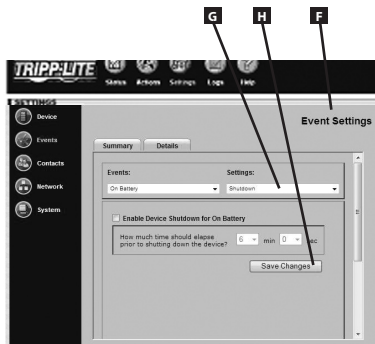 G H F
TRIPP·LITE
Status Actions Settings Logs Help
SETTINGS
Device
Event Settings
Events
Summary Details
Contacts
Events: Settings:
On Battery Shutdown
Network
System
Enable Device Shutdown for On Battery
How much time should elapse
prior to shutting down the device? 6 min 0 sec
Save Changes